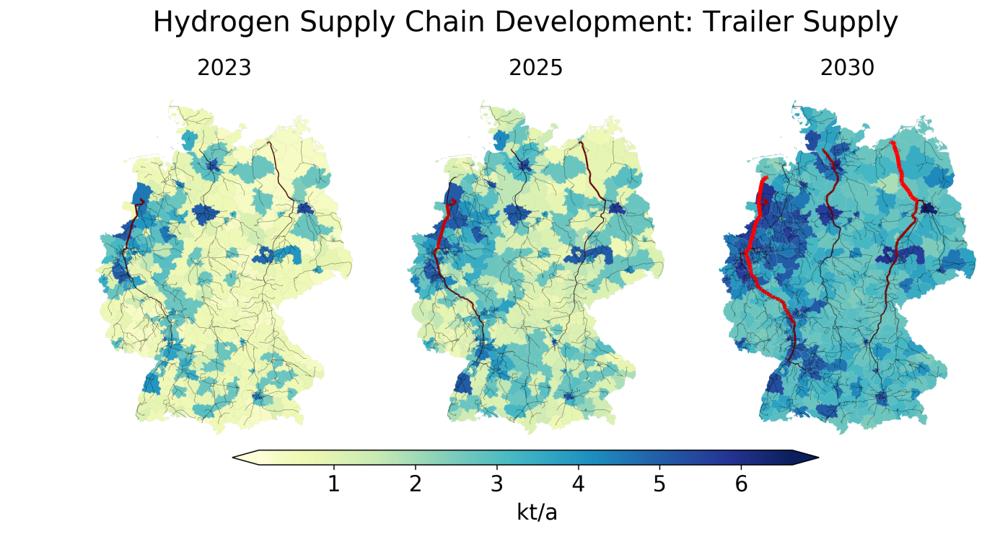 Hydrogen Supply Chain Development: Trailer Supply
2023 2025 2030
1 2 3 4 5 6
kt/a